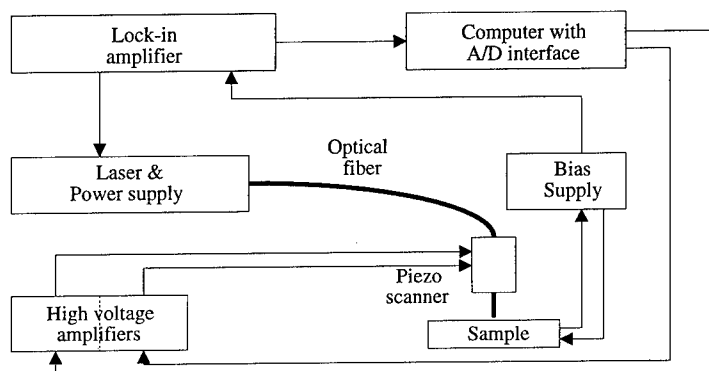 Lock-in
amplifier
Computer with
A/D interface
Optical
fiber
Laser &
Power supply
Bias
Supply
Piezo
scanner
High voltage
amplifiers
Sample